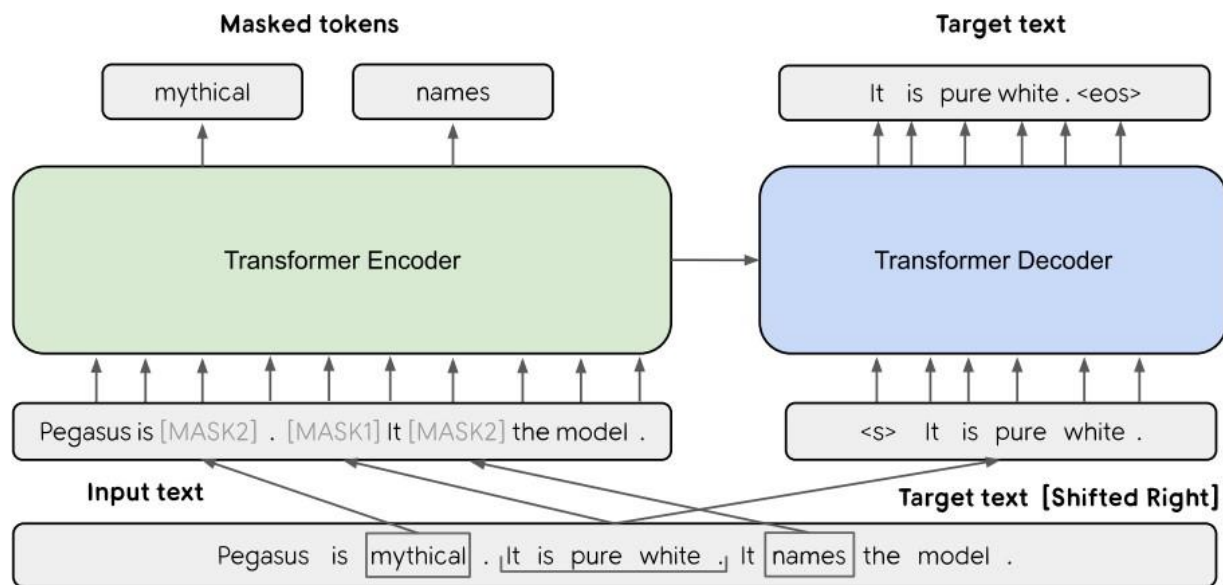 Masked tokens
Target text
mythical
names
It is pure white . <eos>
Transformer Encoder
Transformer Decoder
Pegasus is [MASK2] . [MASK1] It [MASK2] the model .
<s> It is pure white .
Input text
Target text [Shifted Right]
Pegasus is mythical . It is pure white . It names the model .